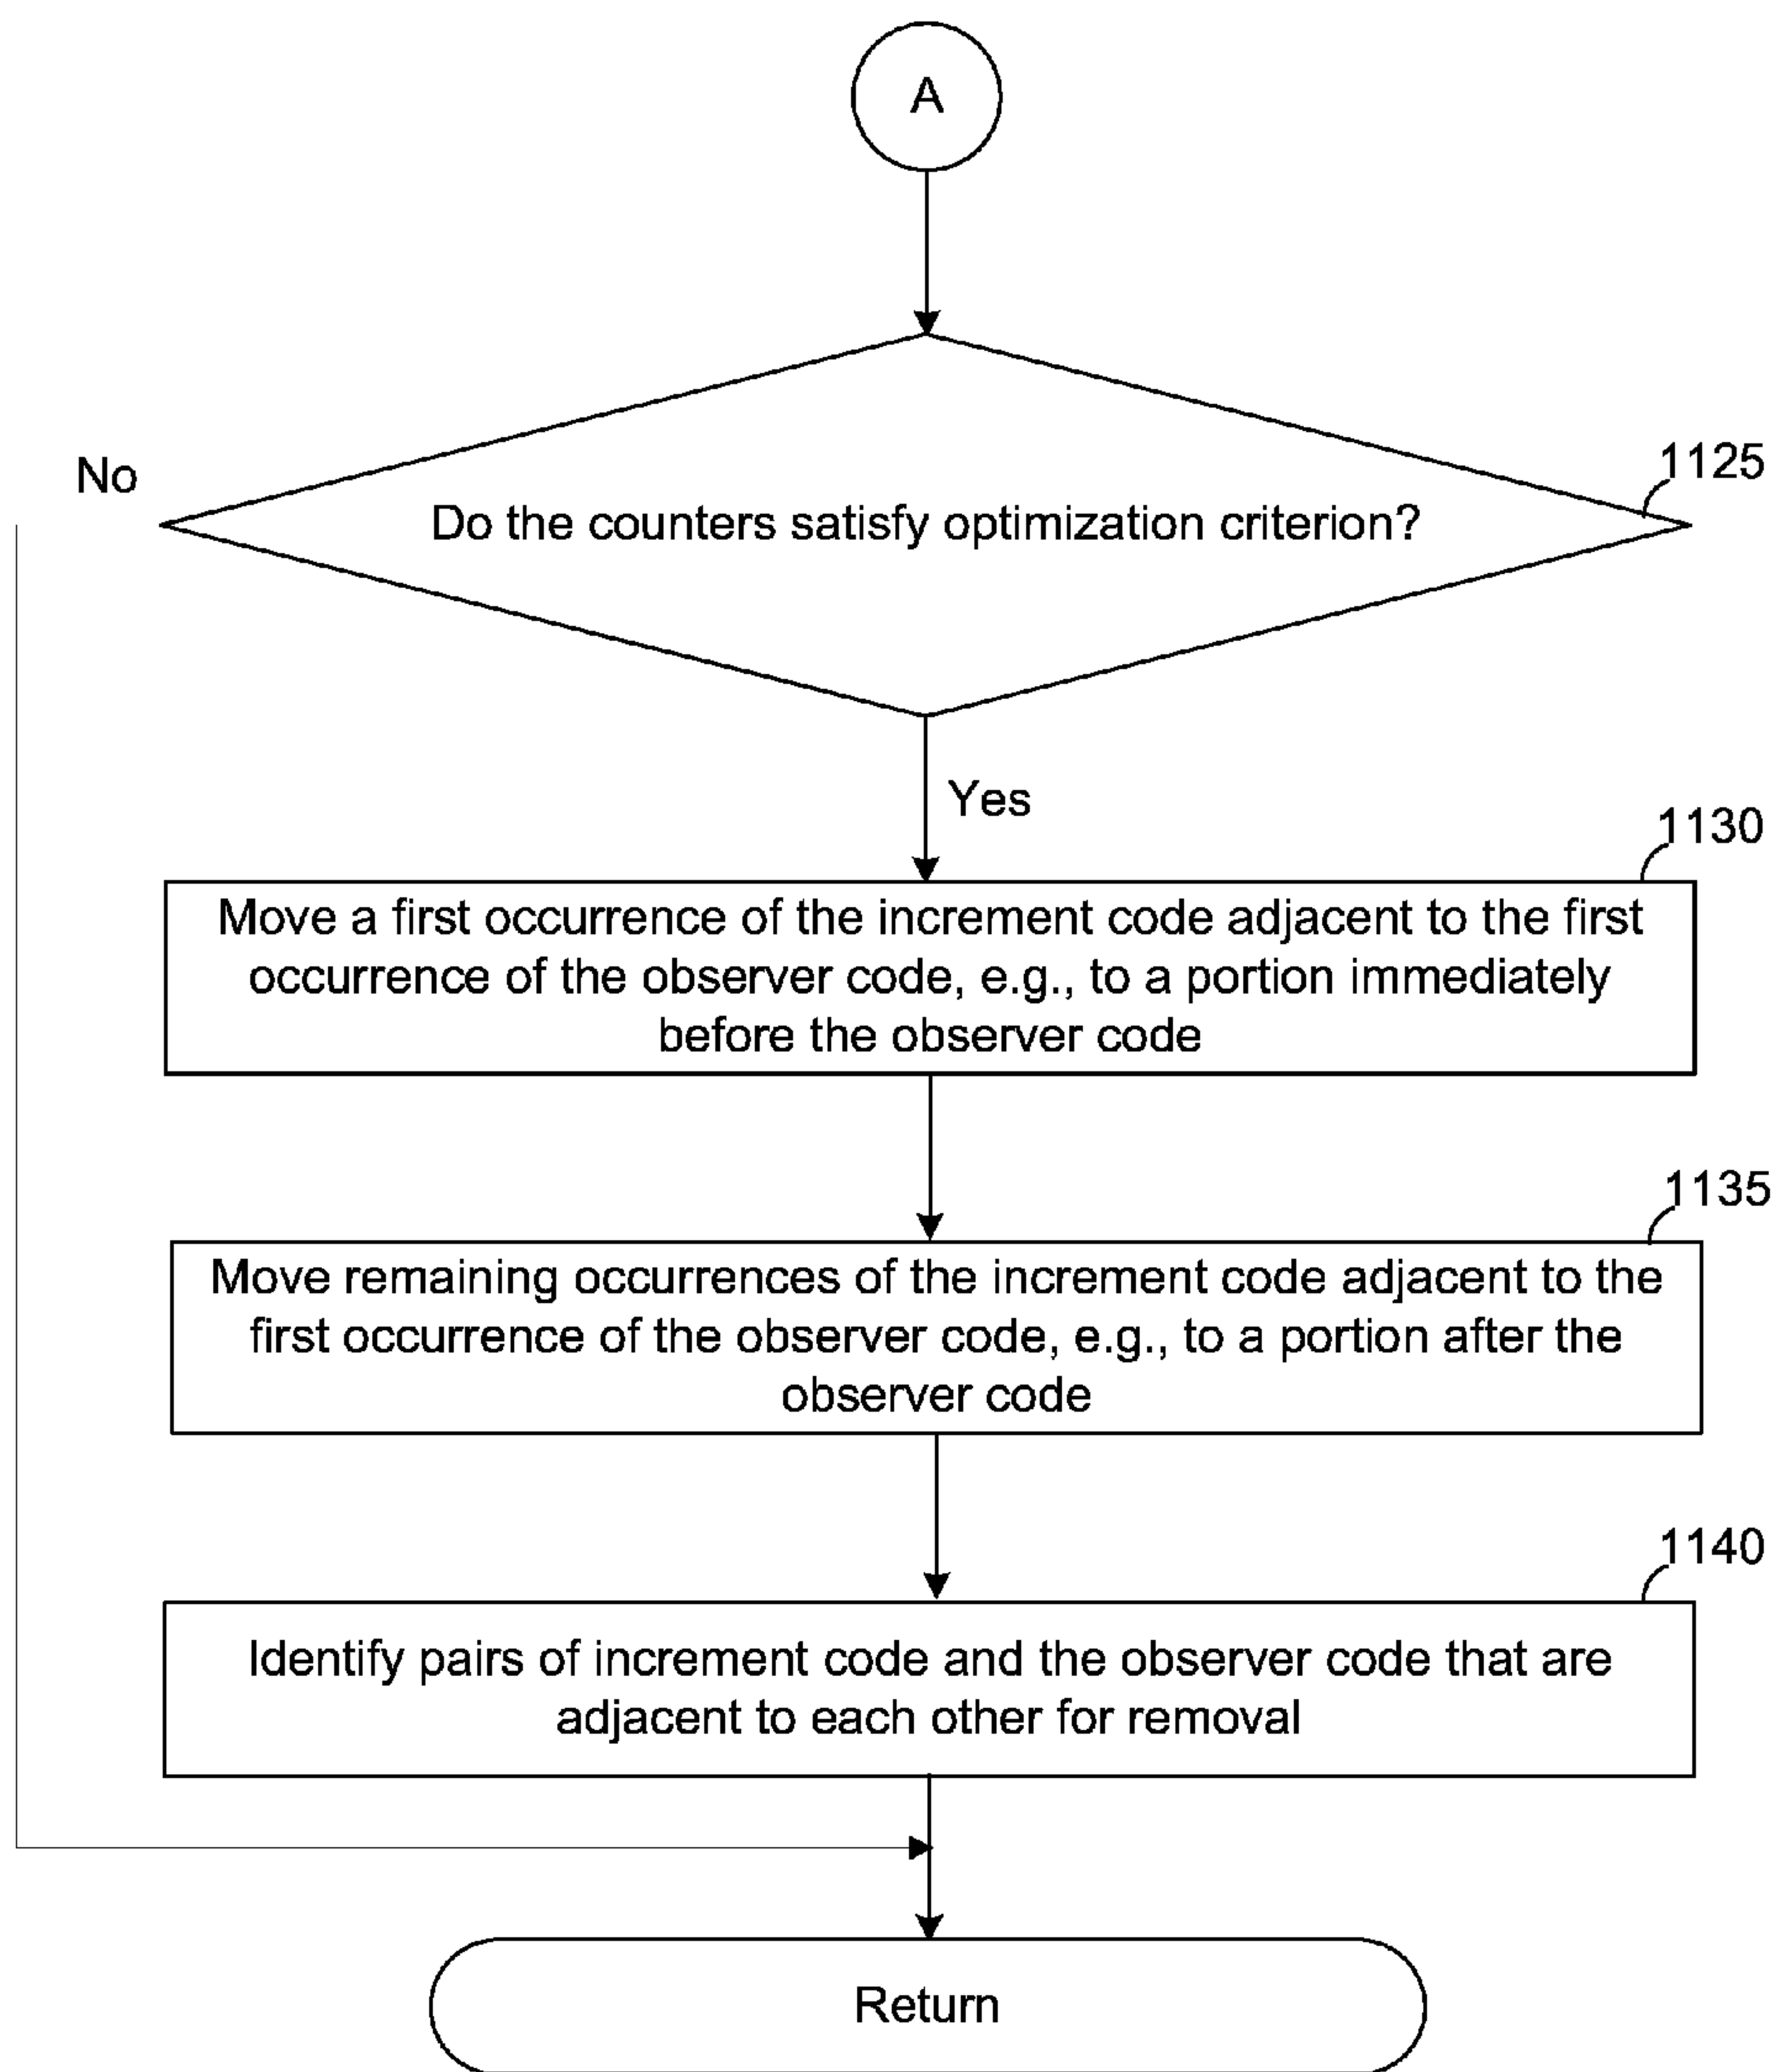 A
No
1125
Do the counters satisfy optimization criterion?
Yes
1130
Move a first occurrence of the increment code adjacent to the first
occurrence of the observer code, e.g., to a portion immediately
before the observer code
1135
Move remaining occurrences of the increment code adjacent to the
first occurrence of the observer code, e.g., to a portion after the
observer code
1140
Identify pairs of increment code and the observer code that are
adjacent to each other for removal
Return